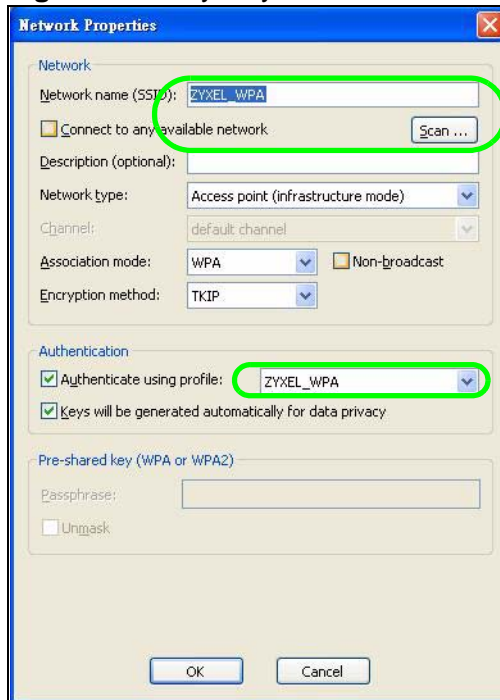 Network Properties
Network
Network name (SSID): ZYXEL_WPA
Connect to any available network Scan ...
Description (optional):
Network type: Access point (infrastructure mode)
Channel: default channel
Association mode: WPA Non-broadcast
Encryption method: TKIP
Authentication
Authenticate using profile: ZYXEL_WPA
Keys will be generated automatically for data privacy
Pre-shared key (WPA or WPA2)
Passphrase:
Unmask
OK Cancel